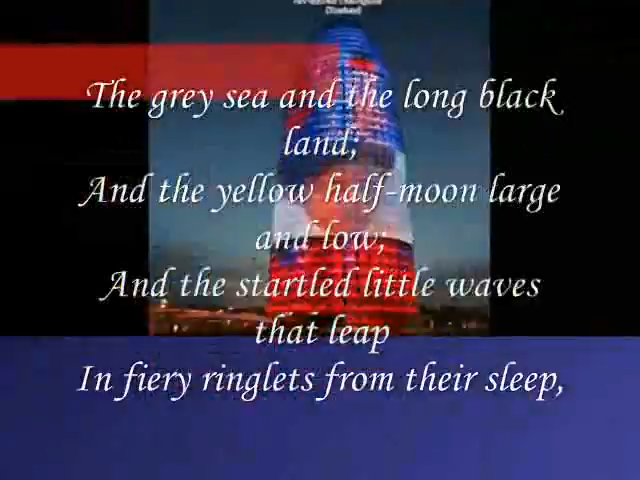 The grey sea and the long black
land;
And the yellow half-moon large
and low;
And the startled little waves
that leap
In fiery ringlets from their sleep,